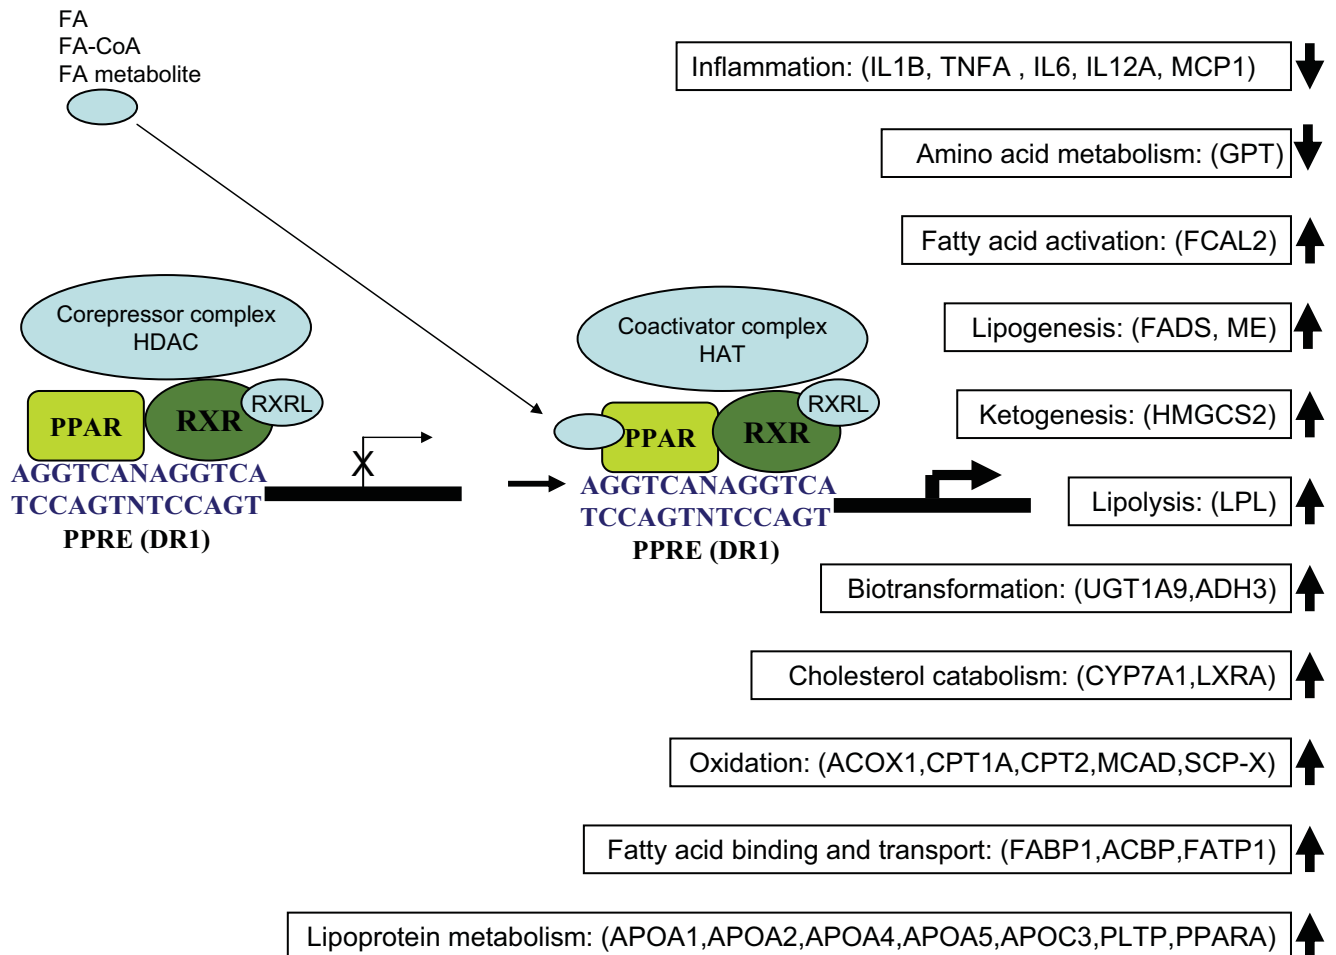 FA
FA-CoA
FA metabolite
Inflammation: (IL1B, TNFA , IL6, IL12A, MCP1)
Amino acid metabolism: (GPT)
Fatty acid activation: (FCAL2)
Corepressor complex
HDAC
Coactivator complex
HAT
Lipogenesis: (FADS, ME)
PPAR
RXR
RXRL
PPAR
RXR
RXRL
Ketogenesis: (HMGCS2)
X
AGGTCANAGGTCA
TCCAGTNTCCAGT
PPRE (DR1)
AGGTCANAGGTCA
TCCAGTNTCCAGT
PPRE (DR1)
Lipolysis: (LPL)
Biotransformation: (UGT1A9,ADH3)
Cholesterol catabolism: (CYP7A1,LXRA)
Oxidation: (ACOX1,CPT1A,CPT2,MCAD,SCP-X)
Fatty acid binding and transport: (FABP1,ACBP,FATP1)
Lipoprotein metabolism: (APOA1,APOA2,APOA4,APOA5,APOC3,PLTP,PPARA)